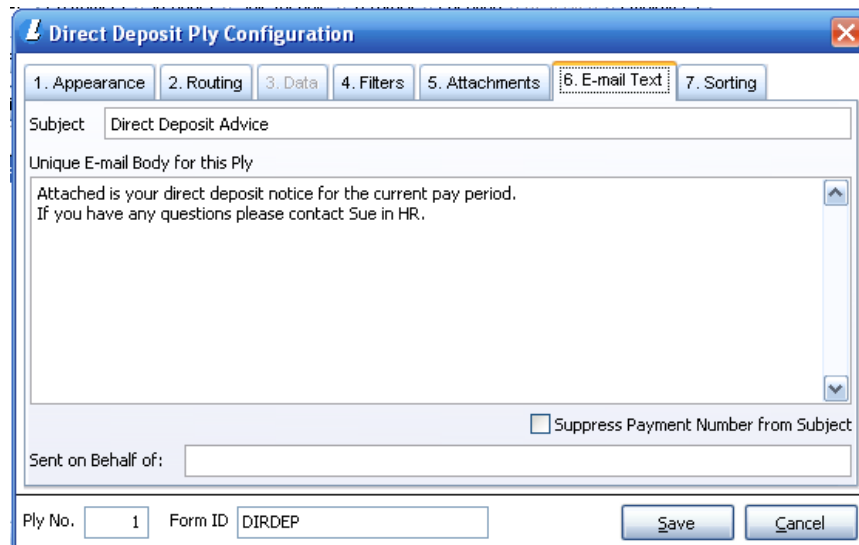 Direct Deposit Ply Configuration
1. Appearance 2. Routing 3. Data 4. Filters 5. Attachments 6. E-mail Text 7. Sorting
Subject Direct Deposit Advice
Unique E-mail Body for this Ply
Attached is your direct deposit notice for the current pay period.
If you have any questions please contact Sue in HR.
Suppress Payment Number from Subject
Sent on Behalf of:
Ply No. 1 Form ID DIRDEP Save Cancel